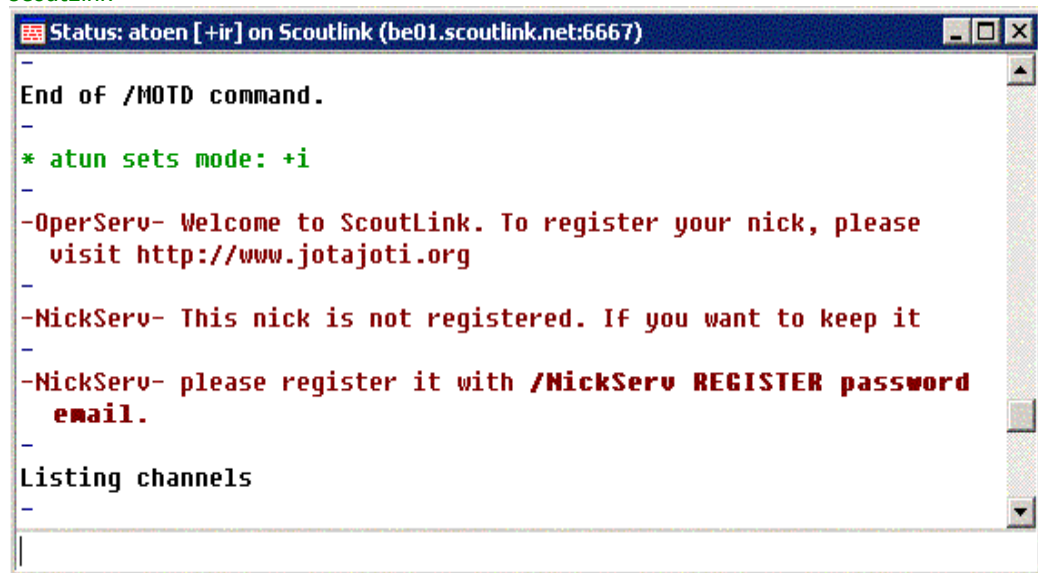 Status: atoen [+ir] on Scoutlink (be01.scoutlink.net:6667)
-
End of /MOTD command.
-
* atun sets mode: +i
-
-OperServ- Welcome to ScoutLink. To register your nick, please
visit http://www.jotajoti.org
-
-NickServ- This nick is not registered. If you want to keep it
-
-NickServ- please register it with /NickServ REGISTER password
email.
-
Listing channels
-